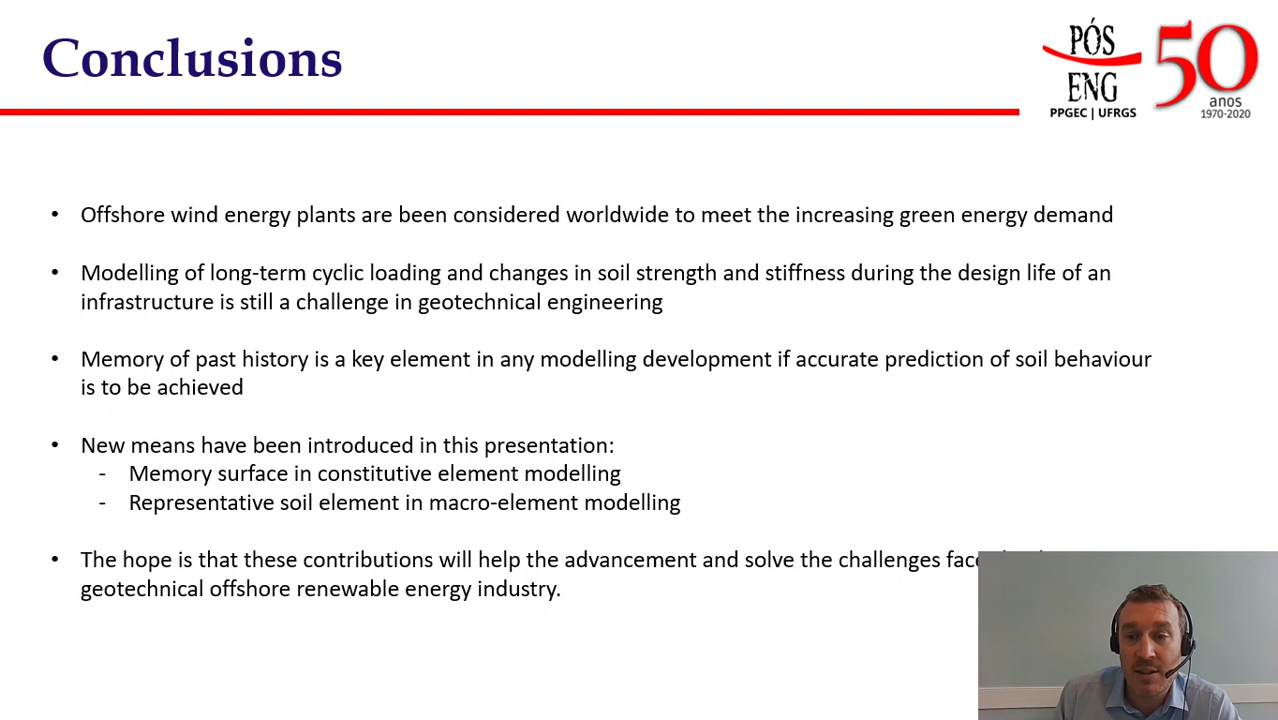 Conclusions
PÓS
ENG
PPGEC | UFRGS
50
anos
1970-2020
• Offshore wind energy plants are been considered worldwide to meet the increasing green energy demand
• Modelling of long-term cyclic loading and changes in soil strength and stiffness during the design life of an
infrastructure is still a challenge in geotechnical engineering
• Memory of past history is a key element in any modelling development if accurate prediction of soil behaviour
is to be achieved
• New means have been introduced in this presentation:
- Memory surface in constitutive element modelling
- Representative soil element in macro-element modelling
• The hope is that these contributions will help the advancement and solve the challenges
geotechnical offshore renewable energy industry.